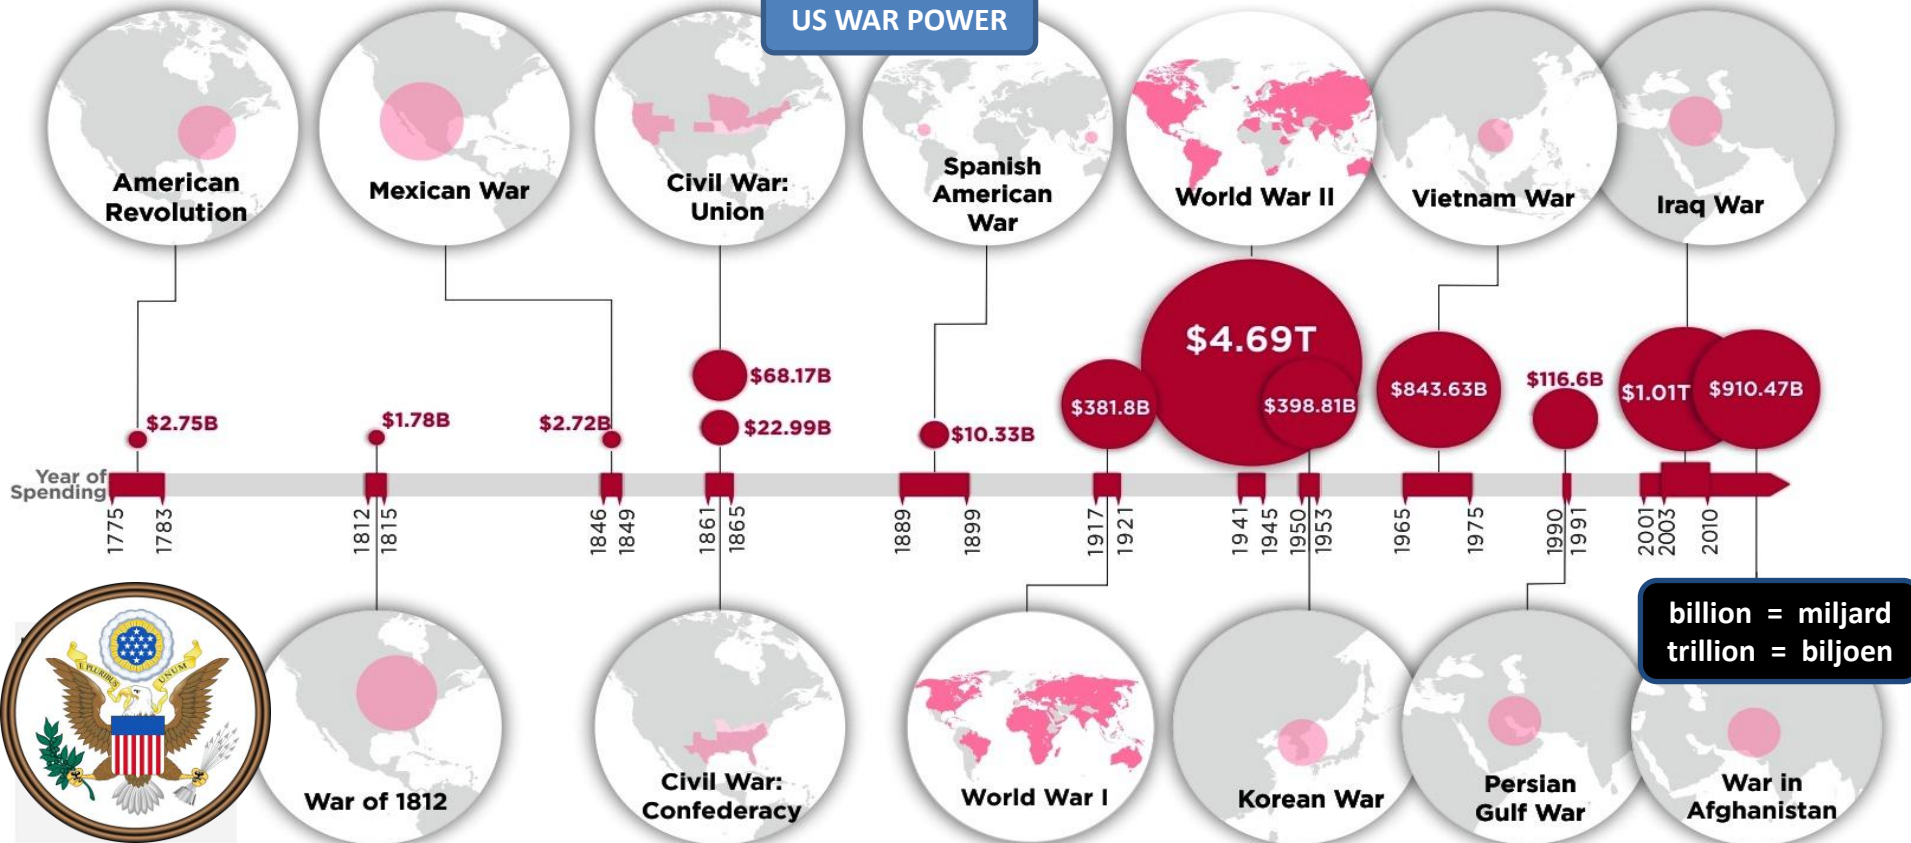 US WAR POWER
American
Revolution
Mexican War
Civil War:
Union
Spanish
American
War
World War II
Vietnam War
Iraq War
$2.75B
$1.78B
$2.72B
$68.17B
$22.99B
$10.33B
$381.8B
$4.69T
$398.81B
$843.63B
$116.6B
$1.01T
$910.47B
Year of
Spending
1775
1783
1812
1815
1846
1849
1861
1865
1889
1899
1917
1921
1941
1945
1950
1953
1965
1975
1990
1991
2001
2003
2010
E PLURIBUS
UNUM
War of 1812
Civil War:
Confederacy
World War I
Korean War
Persian
Gulf War
War in
Afghanistan
billion = miljard
trillion = biljoen